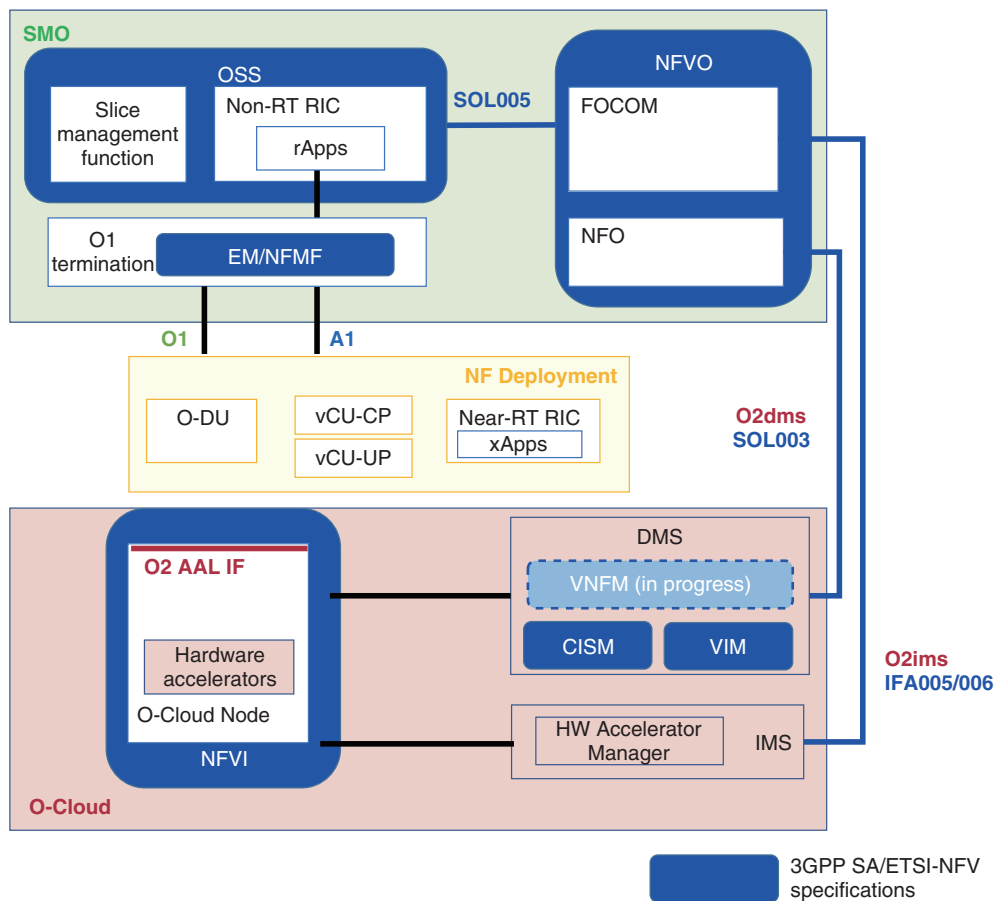 SMO
OSS
Slice
management
function
Non-RT RIC
rApps
SOL005
NFVO
FOCOM
NFO
O1
termination
EM/NFMF
O1
A1
NF Deployment
O-DU
vCU-CP
vCU-UP
Near-RT RIC
xApps
O2dms
SOL003
O2 AAL IF
Hardware
accelerators
O-Cloud Node
NFVI
DMS
VNFM (in progress)
CISM
VIM
HW Accelerator
Manager
IMS
O2ims
IFA005/006
O-Cloud
3GPP SA/ETSI-NFV
specifications